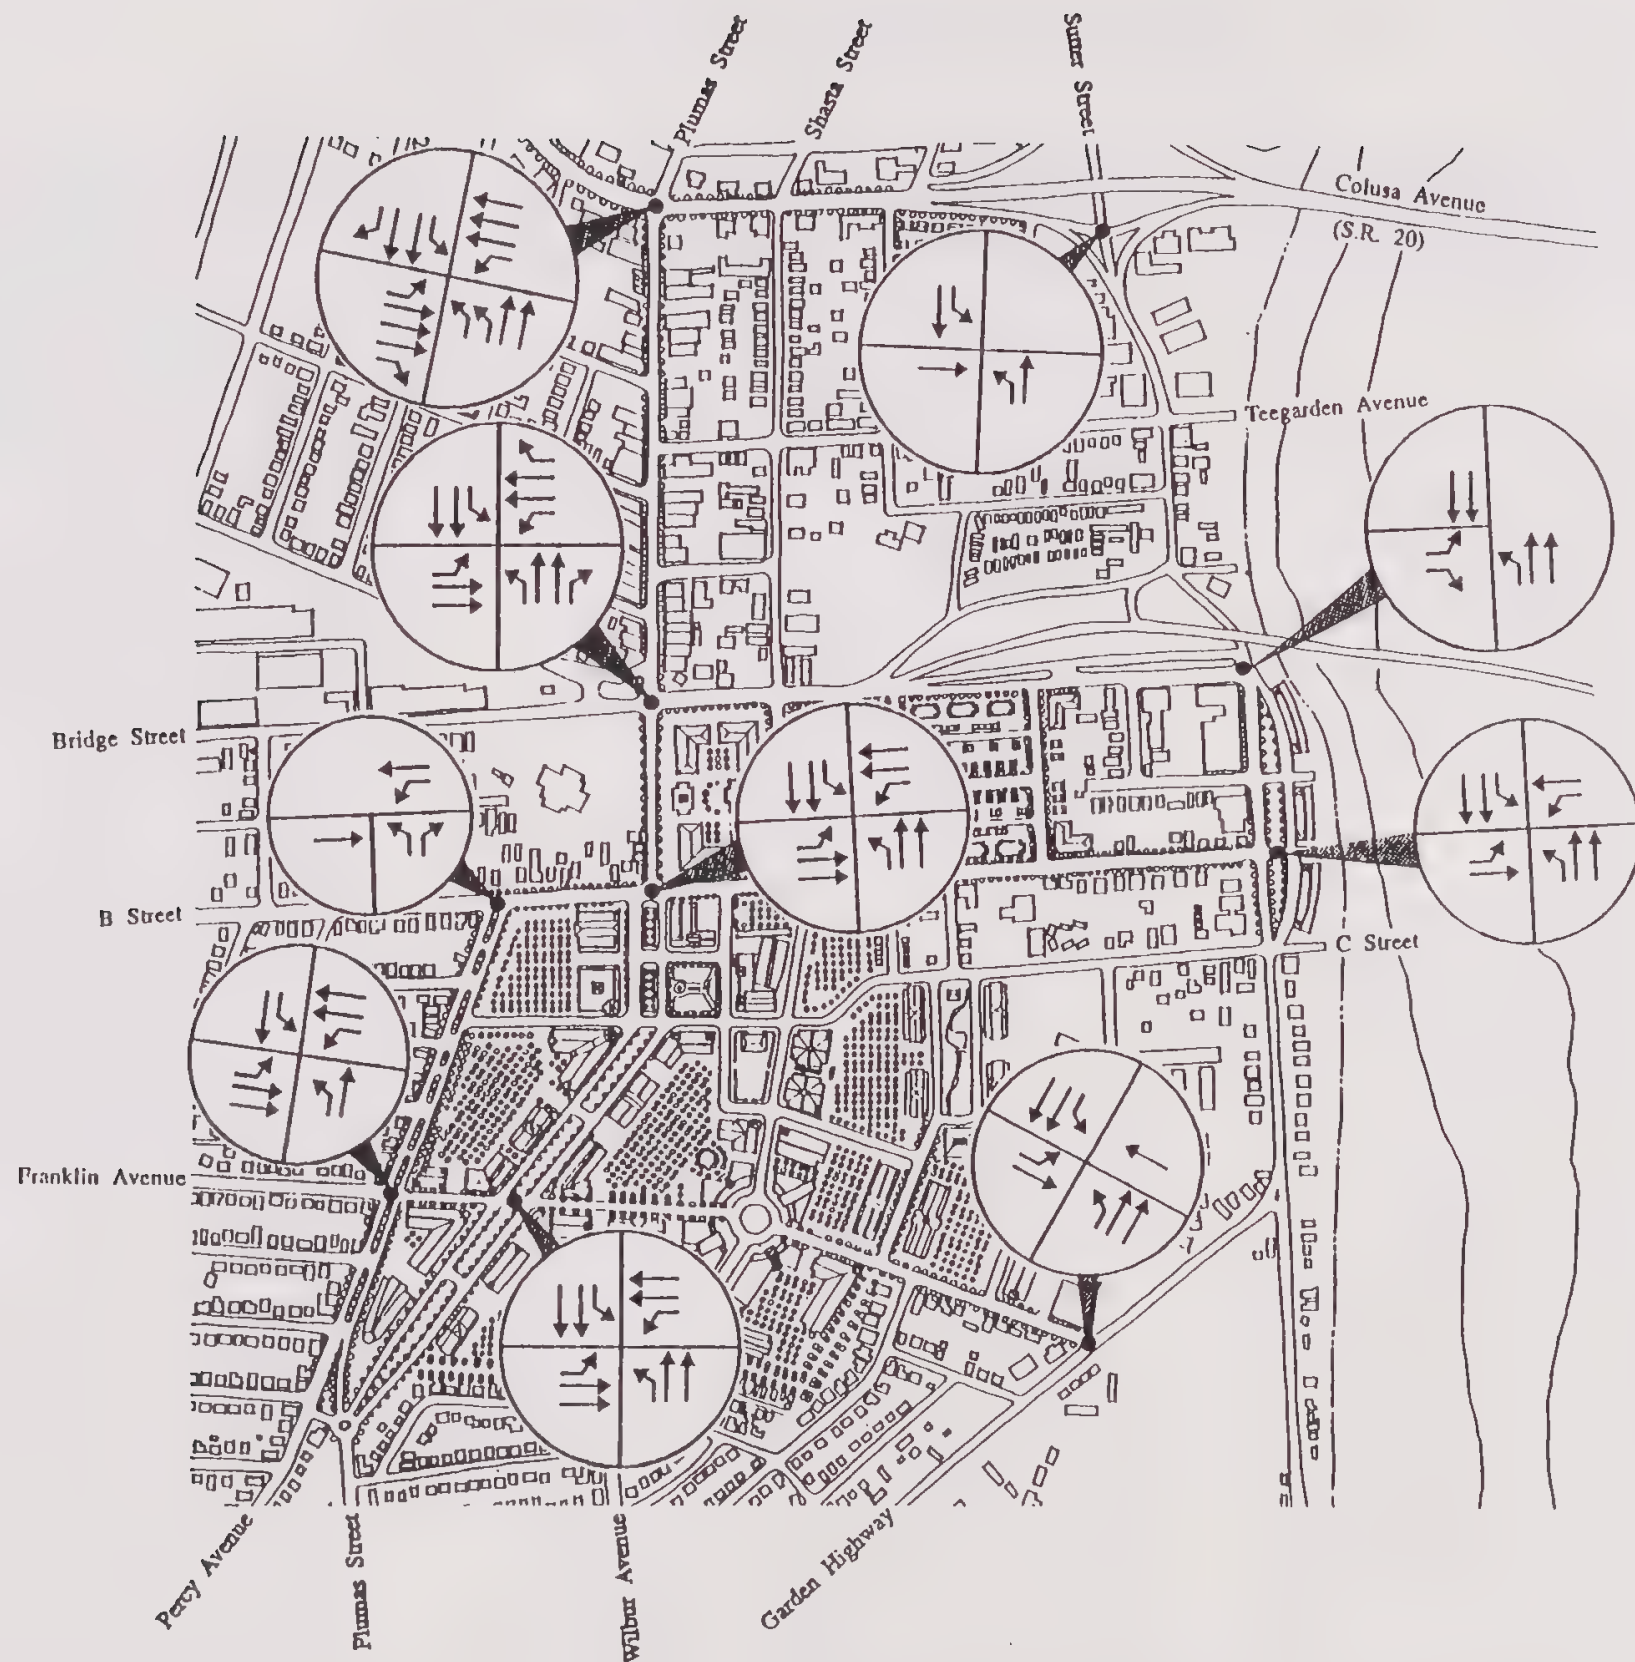 Plumas Street
Shasta Street
Sutter Street
Colusa Avenue
(S.R. 20)
Teegarden Avenue
Bridge Street
B Street
C Street
Franklin Avenue
Percy Avenue
Plumas Street
Wilbur Avenue
Garden Highway